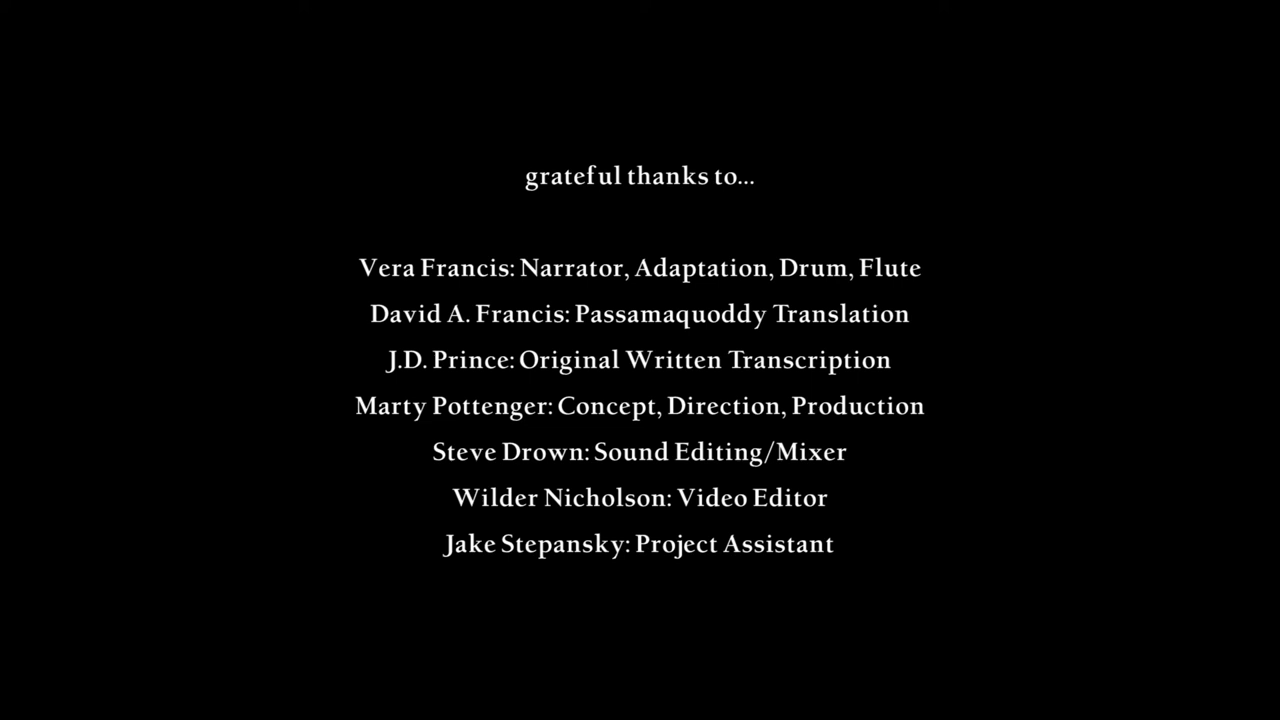 grateful thanks to...
Vera Francis: Narrator, Adaptation, Drum, Flute
David A. Francis: Passamaquoddy Translation
J.D. Prince: Original Written Transcription
Marty Pottenger: Concept, Direction, Production
Steve Drown: Sound Editing/Mixer
Wilder Nicholson: Video Editor
Jake Stepansky: Project Assistant